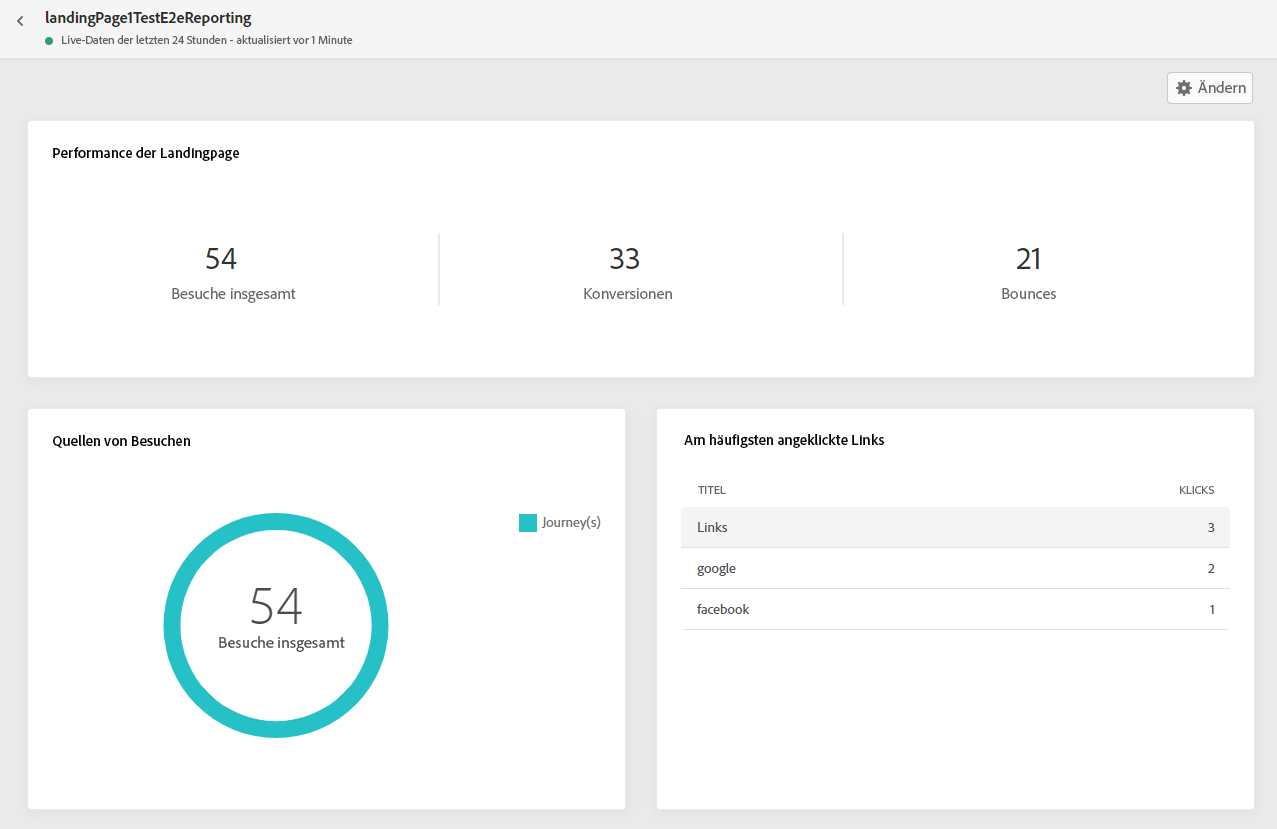 landingPage1TestE2eReporting
Live-Daten der letzten 24 Stunden - aktualisiert vor 1 Minute
Ändern
Performance der Landingpage
54
Besuche insgesamt
33
Konversionen
21
Bounces
Quellen von Besuchen
Journey(s)
54
Besuche insgesamt
Am häufigsten angeklickte Links
TITEL KLICKS
Links 3
google 2
facebook 1